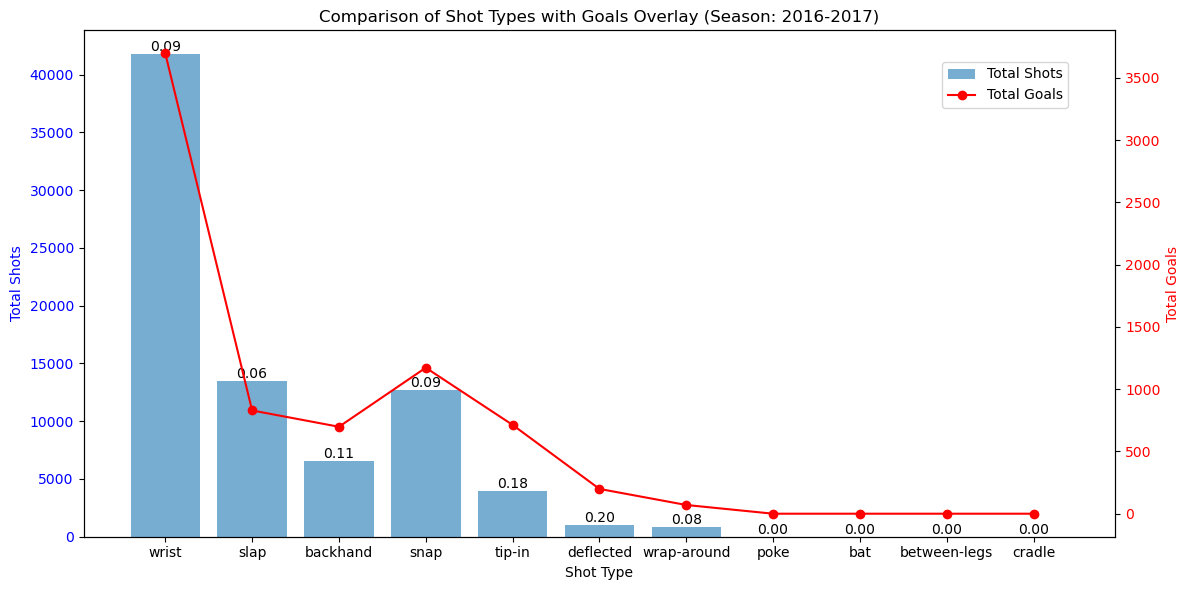 Comparison of Shot Types with Goals Overlay (Season: 2016-2017)
Total Shots
40000
35000
30000
25000
20000
15000
10000
5000
0
0.09
0.06
0.11
0.09
0.18
0.20
0.08
0.00
0.00
0.00
0.00
Total Shots
Total Goals
3500
3000
2500
2000
1500
1000
500
0
Total Goals
wrist
slap
backhand
snap
tip-in
deflected
wrap-around
poke
bat
between-legs
cradle
Shot Type